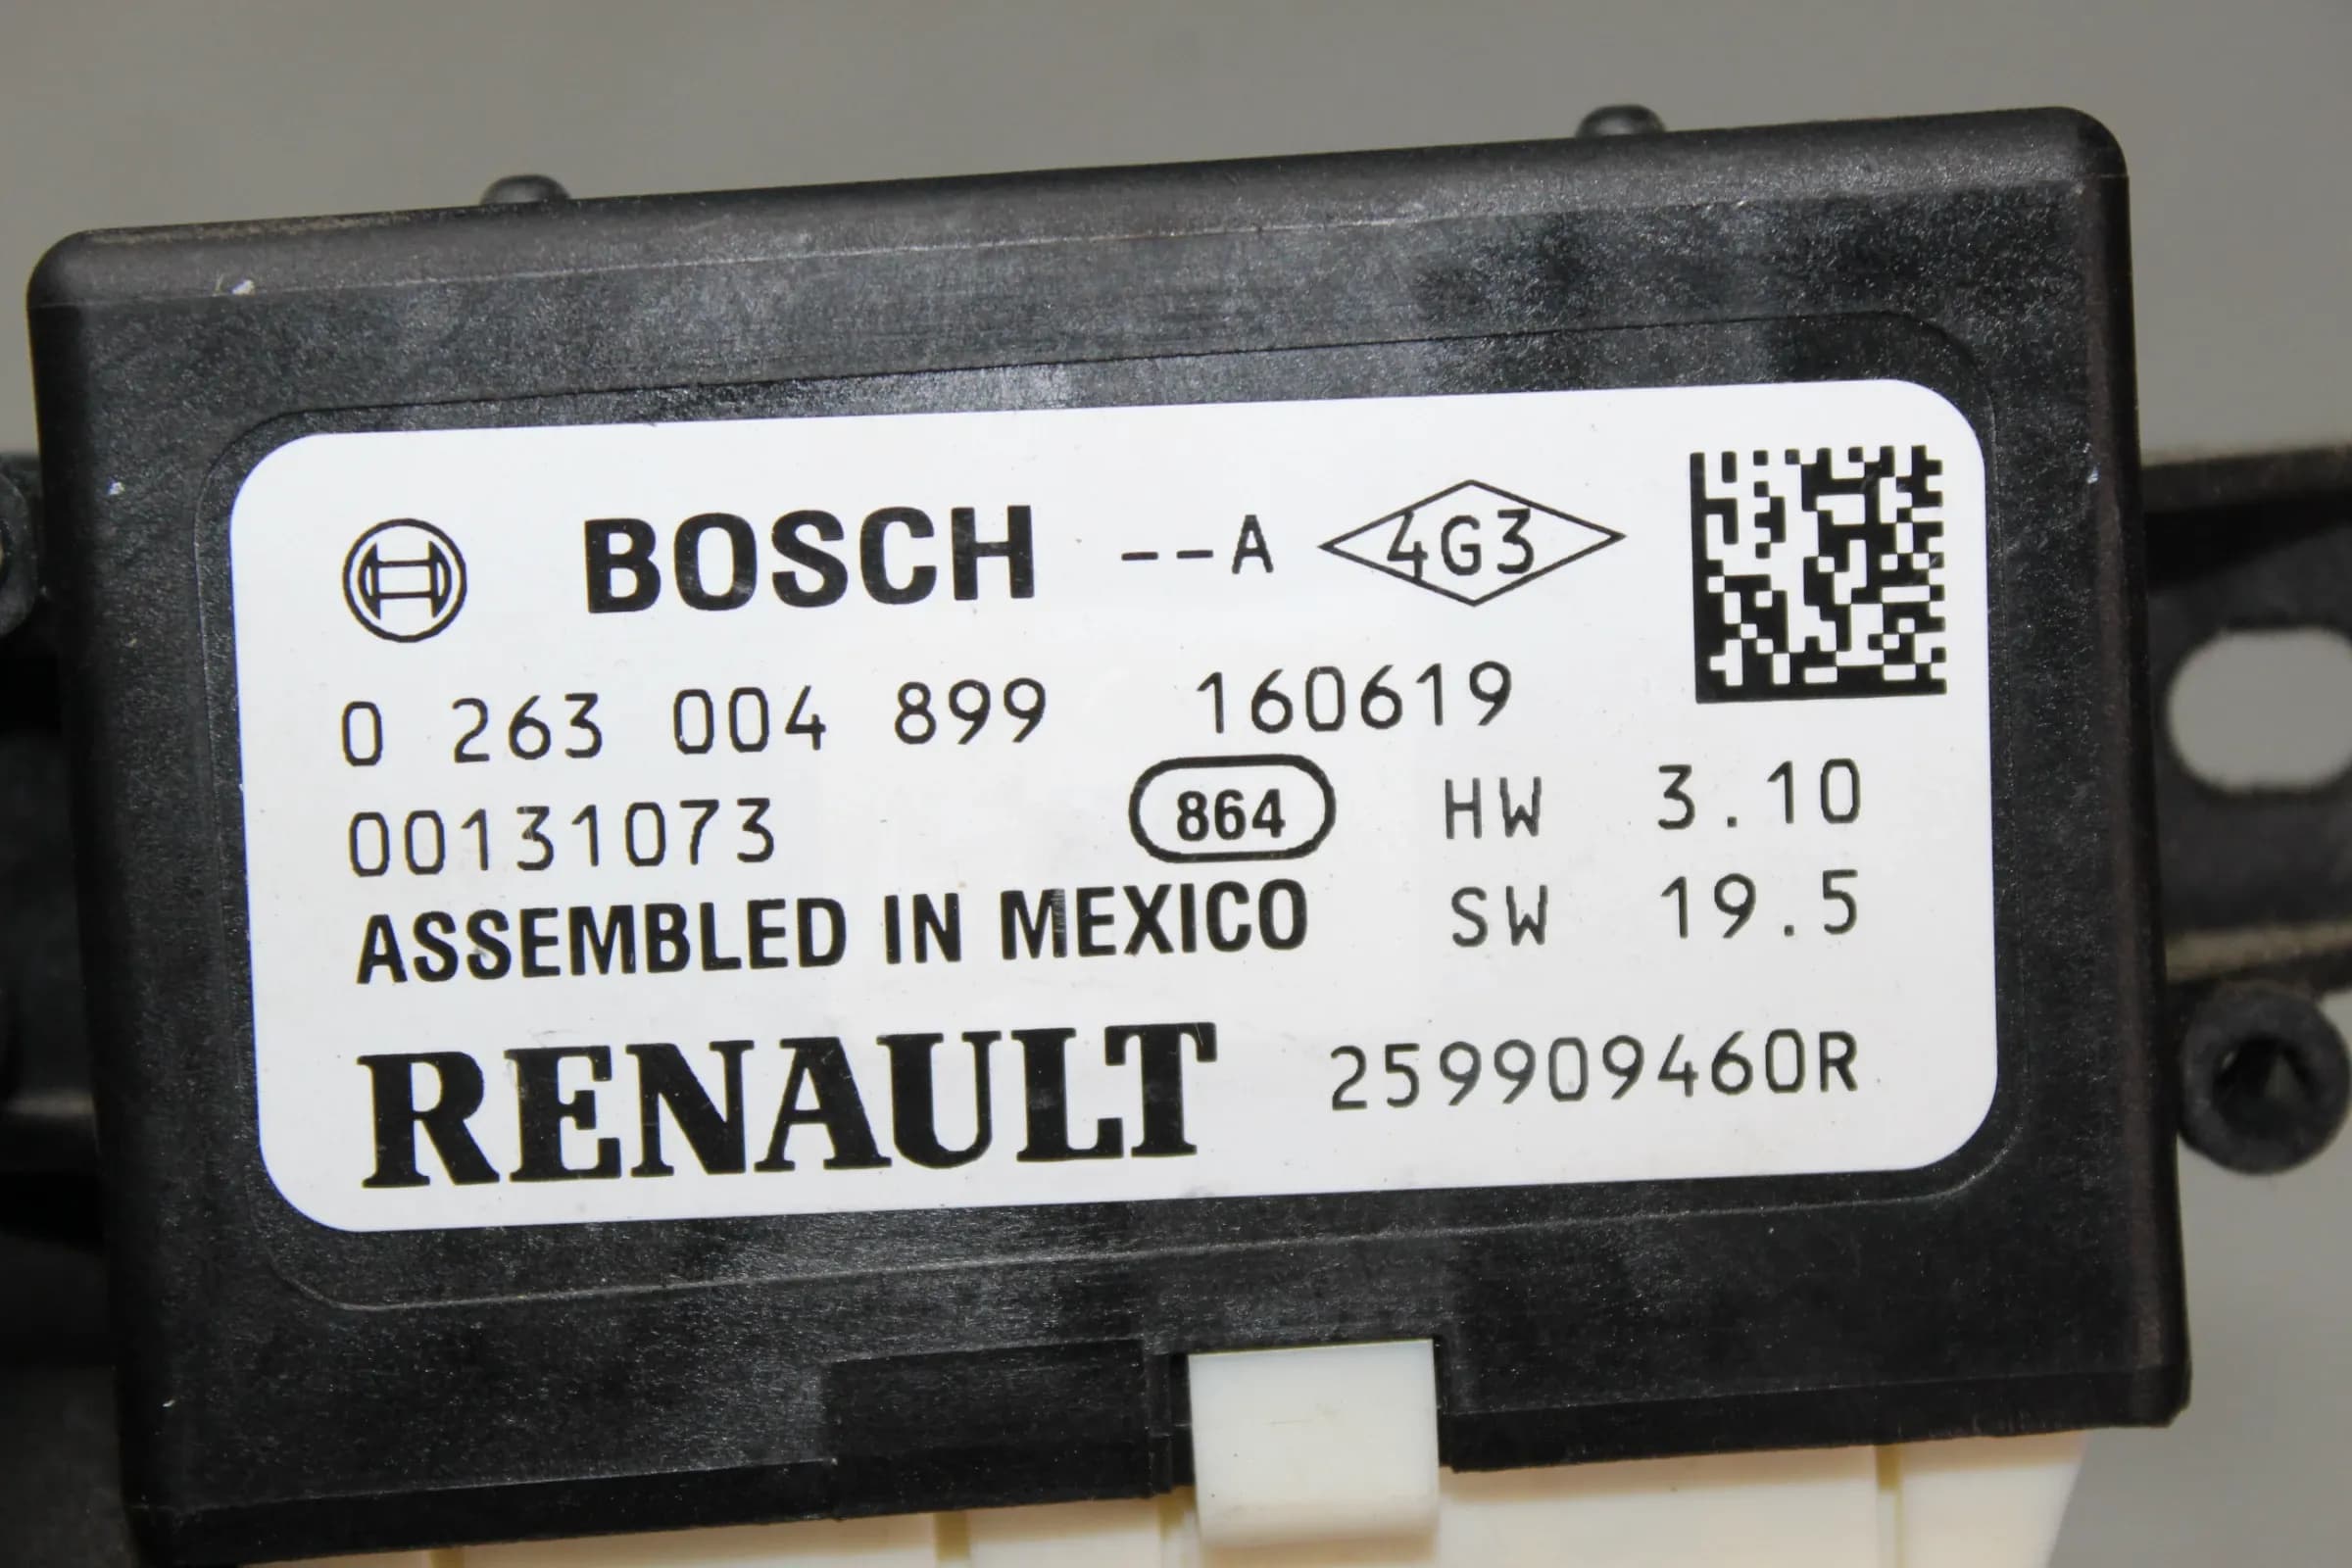 BOSCH --A 4G3
0 263 004 899 160619
00131073 864 HW 3.10
ASSEMBLED IN MEXICO SW 19.5
RENAULT 259909460R